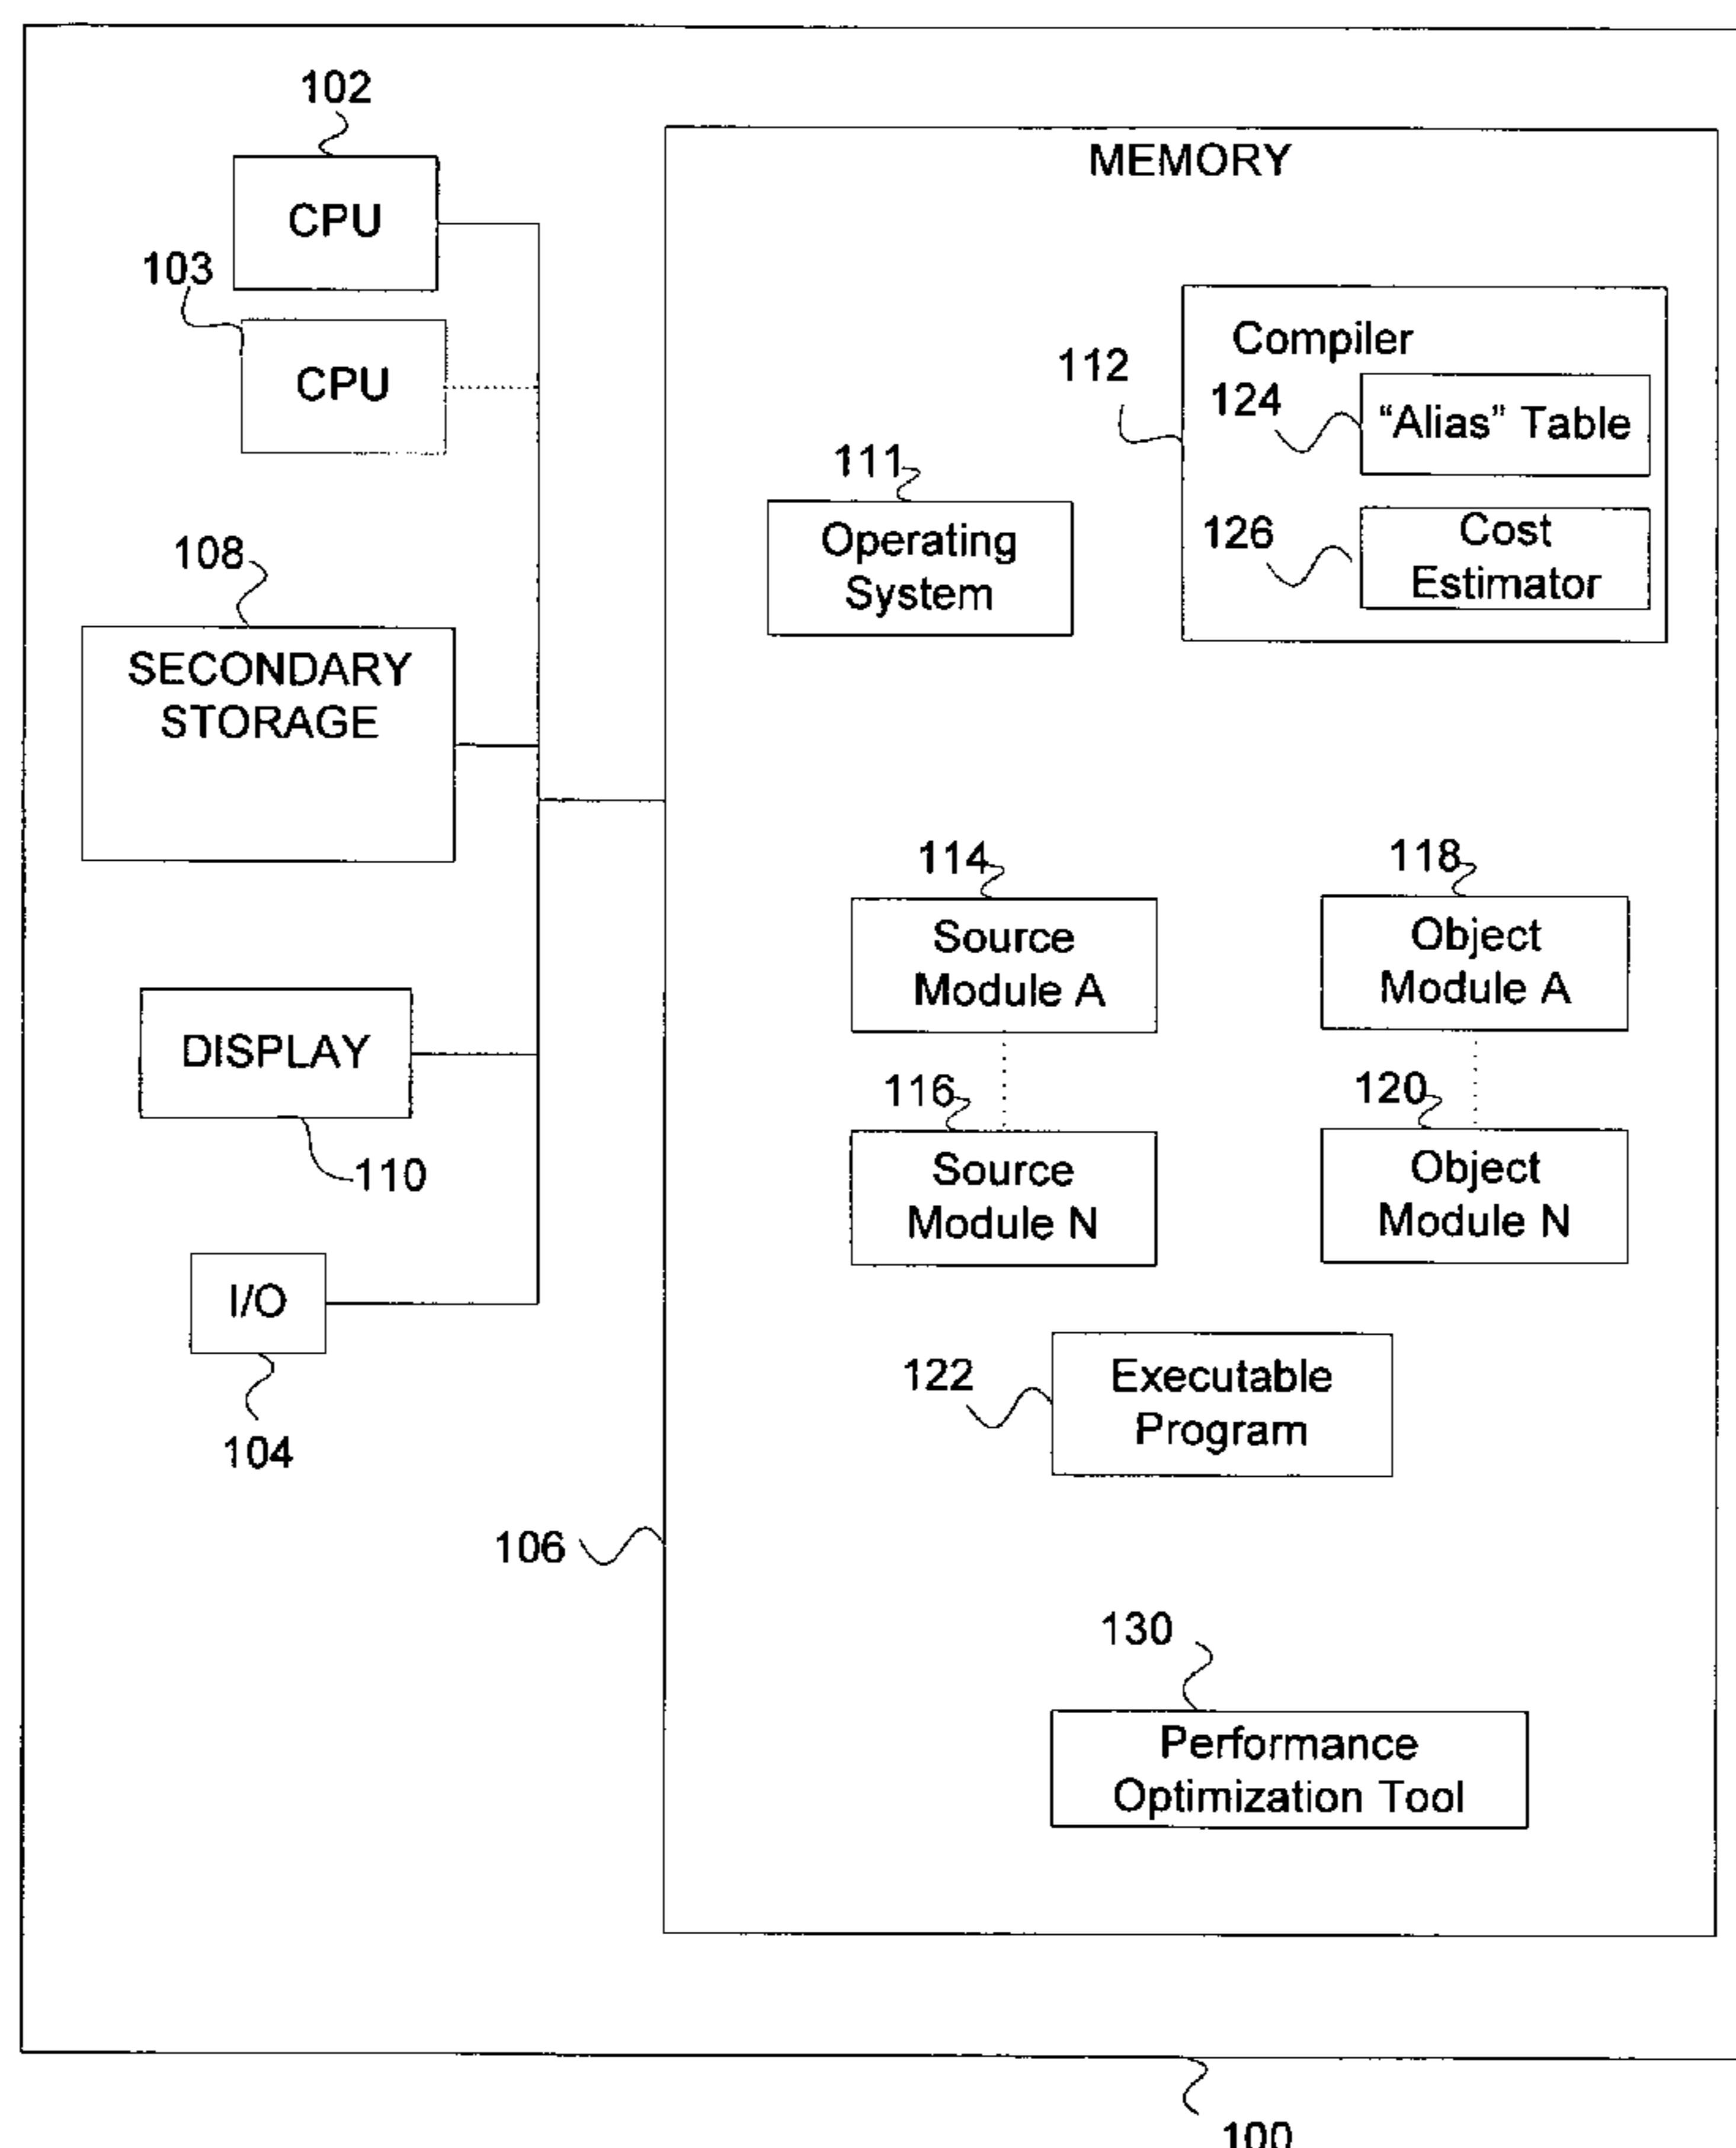 102
CPU
103
CPU
108
SECONDARY
STORAGE
DISPLAY
110
I/O
104
MEMORY
Compiler
112
124
"Alias" Table
126
Cost
Estimator
111
Operating
System
114
Source
Module A
118
Object
Module A
116
Source
Module N
120
Object
Module N
122
Executable
Program
106
130
Performance
Optimization Tool
100